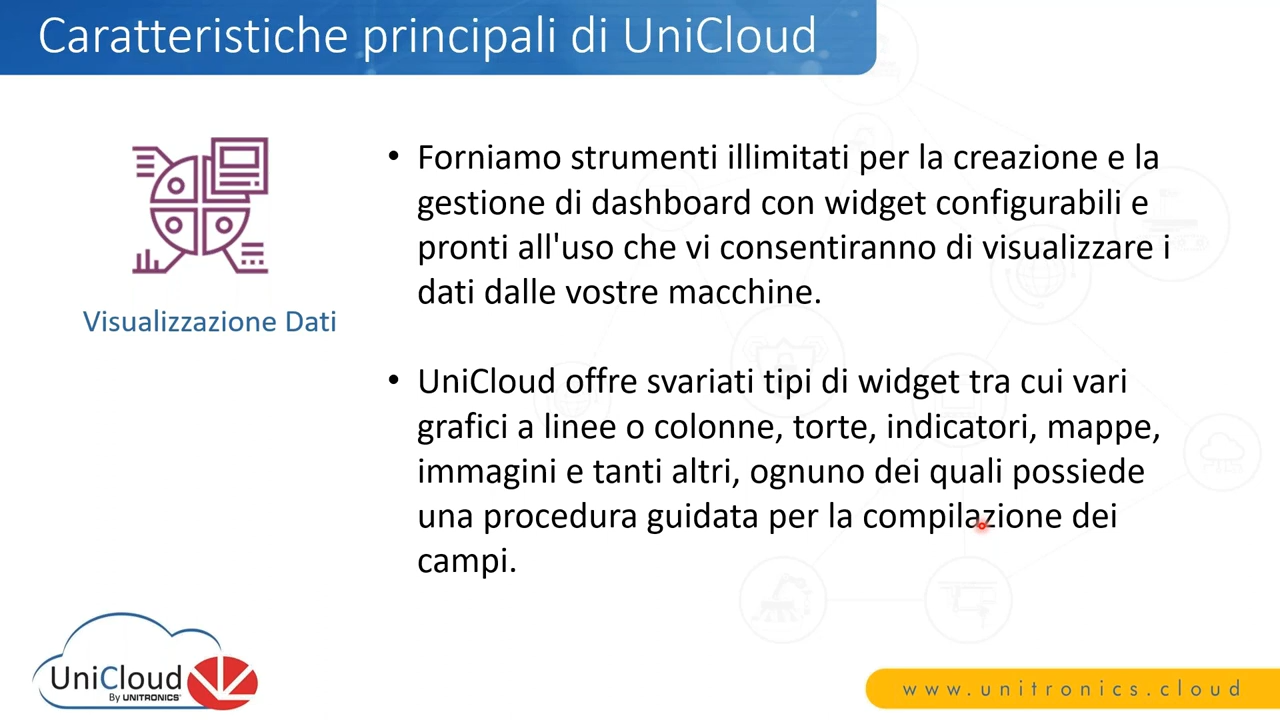 Caratteristiche principali di UniCloud
• Forniamo strumenti illimitati per la creazione e la
gestione di dashboard con widget configurabili e
pronti all'uso che vi consentiranno di visualizzare i
dati dalle vostre macchine.
Visualizzazione Dati
• UniCloud offre svariati tipi di widget tra cui vari
grafici a linee o colonne, torte, indicatori, mappe,
immagini e tanti altri, ognuno dei quali possiede
una procedura guidata per la compilazione dei
campi.
UniCloud
By UNITRONICS
www.unitronics.cloud